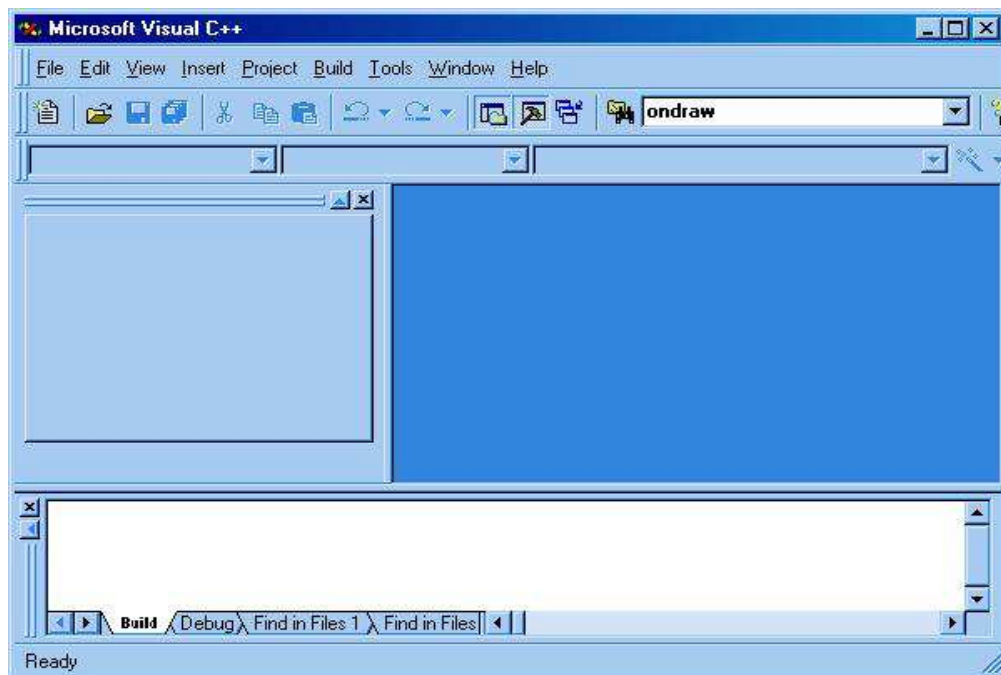 Microsoft Visual C++
File Edit View Insert Project Build Tools Window Help
ondraw
Build Debug Find in Files 1 Find in Files
Ready